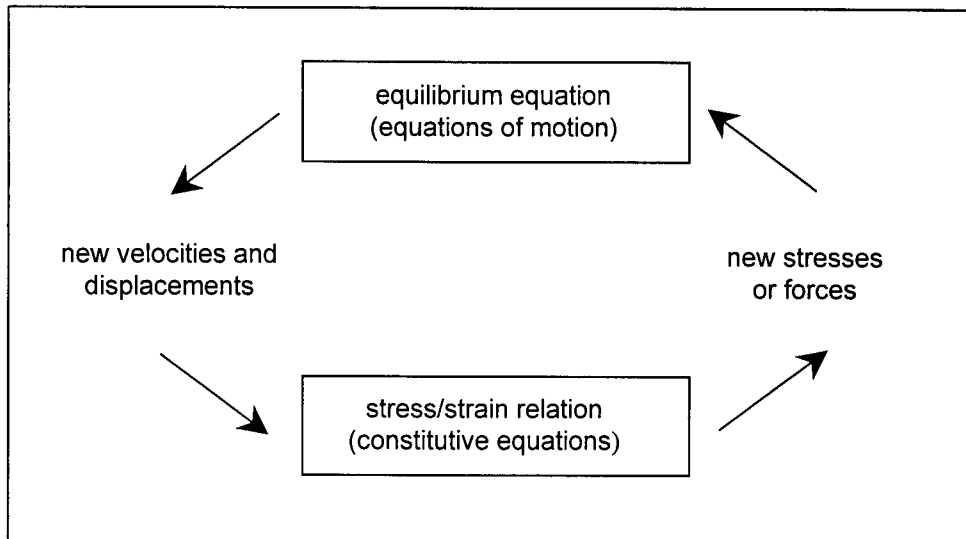 equilibrium equation
(equations of motion)
new velocities and
displacements
new stresses
or forces
stress/strain relation
(constitutive equations)